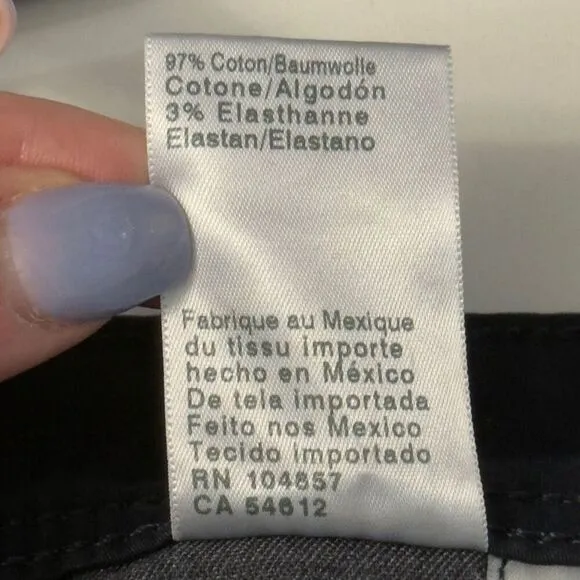 97% Coton/Baumwolle
Cotone/Algodón
3% Elasthanne
Elastan/Elastano
Fabrique au Mexique
du tissu importe
hecho en México
De tela importada
Feito nos Mexico
Tecido importado
RN 104857
CA 54612